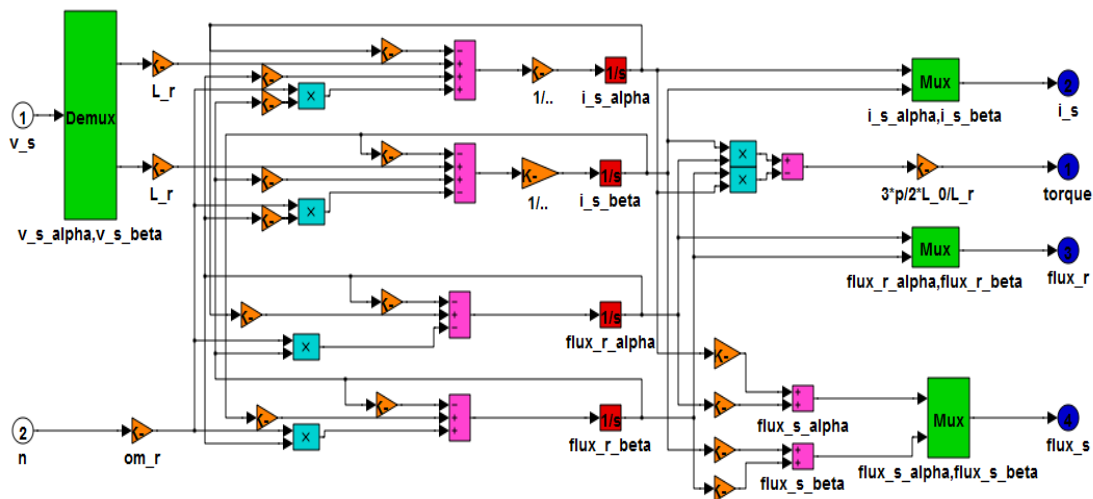 K- − + + +
1
v_s
Demux
K-
L_r
K-
K-
×
K-
1/..
1/s
i_s_alpha
Mux
i_s_alpha,i_s_beta
2
i_s
K-
L_r
v_s_alpha,v_s_beta
K-
K-
K-
×
− + + −
K-
1/..
1/s
i_s_beta
×
×
+ −
K-
3*p/2*L_0/L_r
1
torque
Mux
flux_r_alpha,flux_r_beta
3
flux_r
K-
K-
×
− + −
1/s
flux_r_alpha
2
n
K-
om_r
K-
K-
×
− + +
1/s
flux_r_beta
K-
K-
+ +
flux_s_alpha
K-
K-
+ +
flux_s_beta
Mux
flux_s_alpha,flux_s_beta
4
flux_s